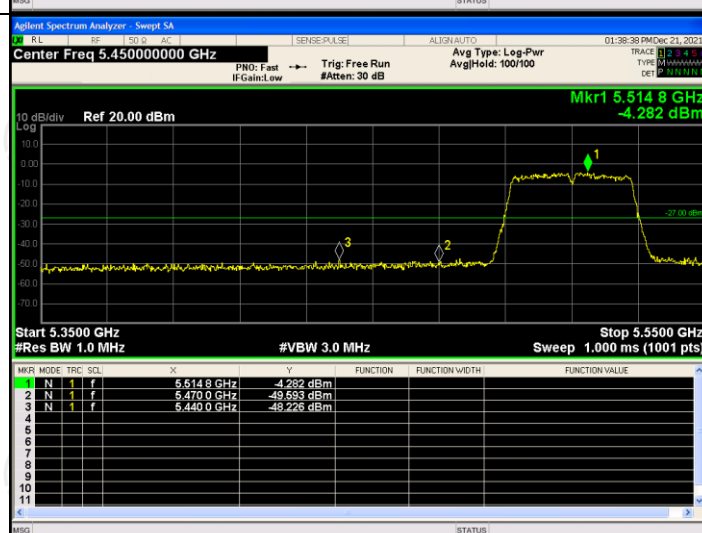 MSG STATUS
Agilent Spectrum Analyzer - Swept SA
RL RF 50 Ω AC SENSE:PULSE ALIGN AUTO 01:38:38 PM Dec 21, 2021
Center Freq 5.450000000 GHz
PNO: Fast
IFGain:Low
Trig: Free Run
#Atten: 30 dB
Avg Type: Log-Pwr
Avg|Hold: 100/100
TRACE 1 2 3 4 5
TYPE M
DET P N N N N
Mkr1 5.514 8 GHz
-4.282 dBm
10 dB/div Ref 20.00 dBm
Log
10.0
0.00
-10.0
-20.0
-30.0
-40.0
-50.0
-60.0
-70.0
1
-27.00 dBm
3
2
Start 5.3500 GHz Stop 5.5500 GHz
#Res BW 1.0 MHz #VBW 3.0 MHz Sweep 1.000 ms (1001 pts)
MKR MODE TRC SCL X Y FUNCTION FUNCTION WIDTH FUNCTION VALUE
1 N 1 f 5.514 8 GHz -4.282 dBm
2 N 1 f 5.470 0 GHz -49.593 dBm
3 N 1 f 5.440 0 GHz -48.226 dBm
4
5
6
7
8
9
10
11
MSG STATUS